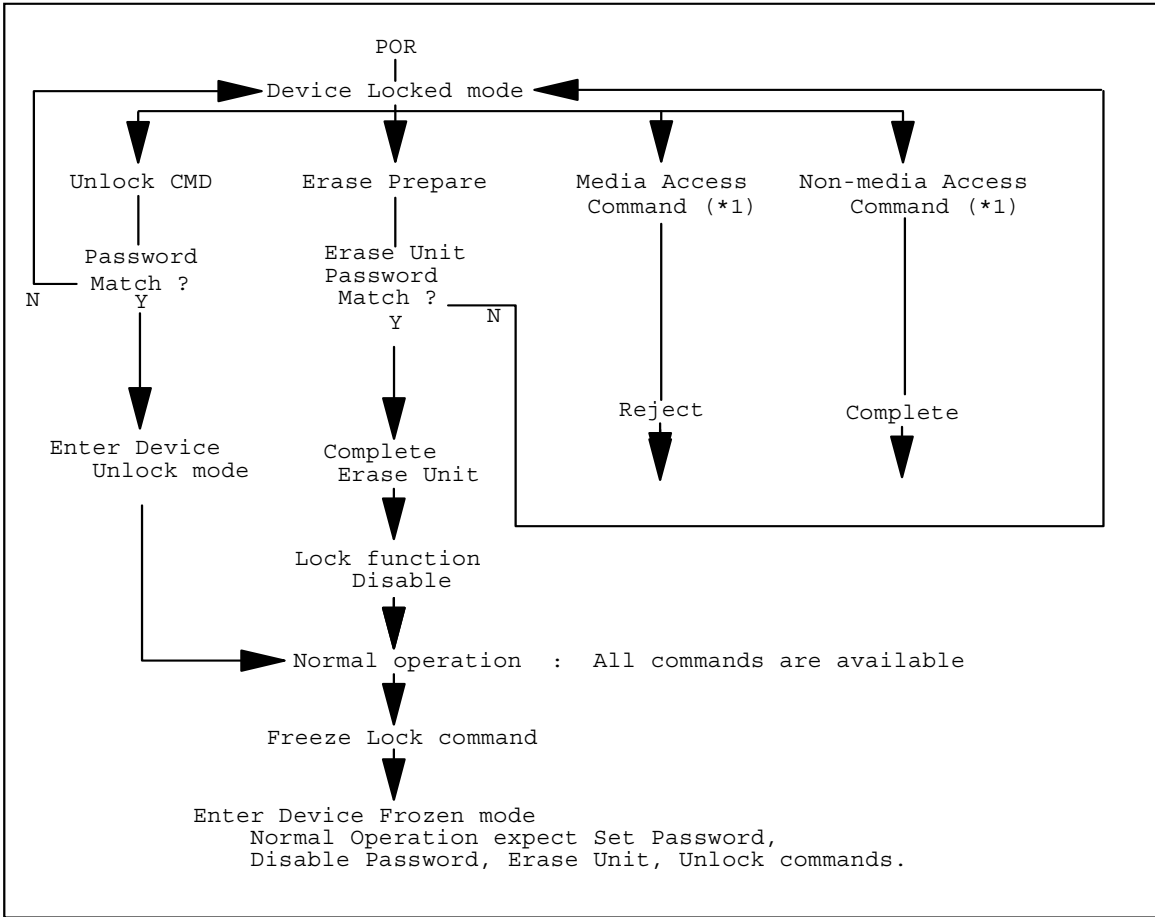 POR
Device Locked mode
Unlock CMD
Erase Prepare
Media Access
Command (*1)
Non-media Access
Command (*1)
Password
Match ?
N
Y
Erase Unit
Password
Match ?
Y
N
Reject
Complete
Enter Device
Unlock mode
Complete
Erase Unit
Lock function
Disable
Normal operation : All commands are available
Freeze Lock command
Enter Device Frozen mode
Normal Operation expect Set Password,
Disable Password, Erase Unit, Unlock commands.